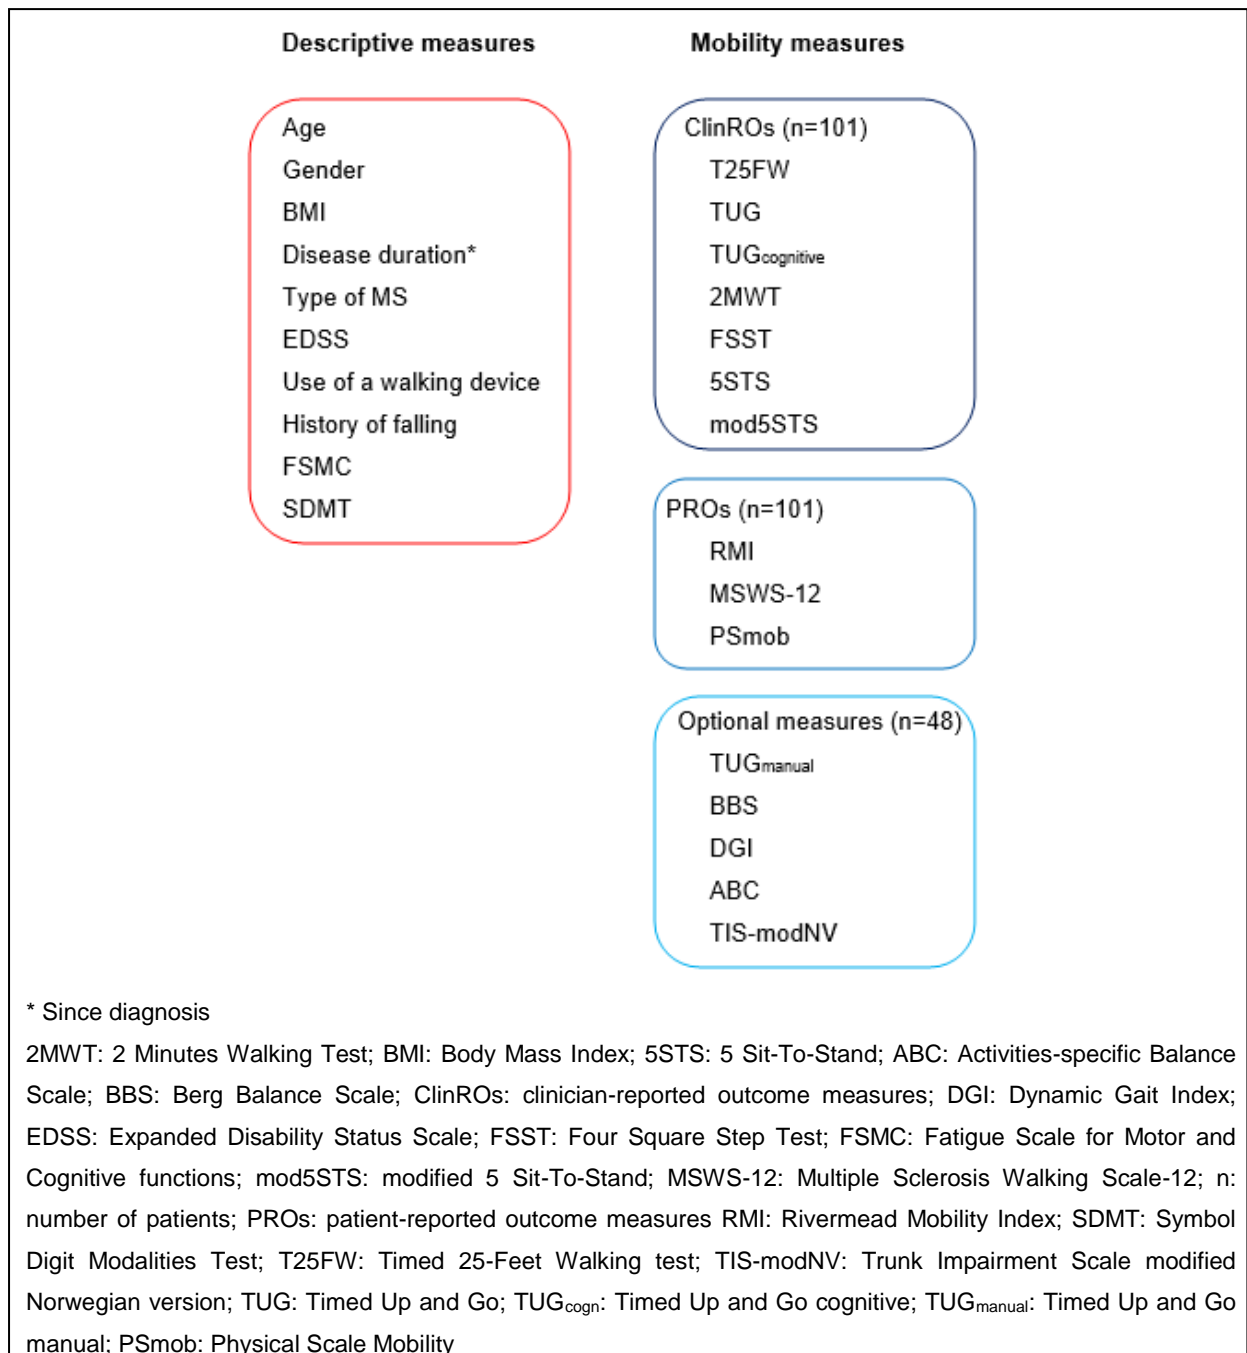 Descriptive measures
Mobility measures
Age
Gender
BMI
Disease duration*
Type of MS
EDSS
Use of a walking device
History of falling
FSMC
SDMT
ClinROs (n=101)
T25FW
TUG
TUGcognitive
2MWT
FSST
5STS
mod5STS
PROs (n=101)
RMI
MSWS-12
PSmob
Optional measures (n=48)
TUGmanual
BBS
DGI
ABC
TIS-modNV
* Since diagnosis
2MWT: 2 Minutes Walking Test; BMI: Body Mass Index; 5STS: 5 Sit-To-Stand; ABC: Activities-specific Balance
Scale; BBS: Berg Balance Scale; ClinROs: clinician-reported outcome measures; DGI: Dynamic Gait Index;
EDSS: Expanded Disability Status Scale; FSST: Four Square Step Test; FSMC: Fatigue Scale for Motor and
Cognitive functions; mod5STS: modified 5 Sit-To-Stand; MSWS-12: Multiple Sclerosis Walking Scale-12; n:
number of patients; PROs: patient-reported outcome measures RMI: Rivermead Mobility Index; SDMT: Symbol
Digit Modalities Test; T25FW: Timed 25-Feet Walking test; TIS-modNV: Trunk Impairment Scale modified
Norwegian version; TUG: Timed Up and Go; TUGcogn: Timed Up and Go cognitive; TUGmanual: Timed Up and Go
manual; PSmob: Physical Scale Mobility